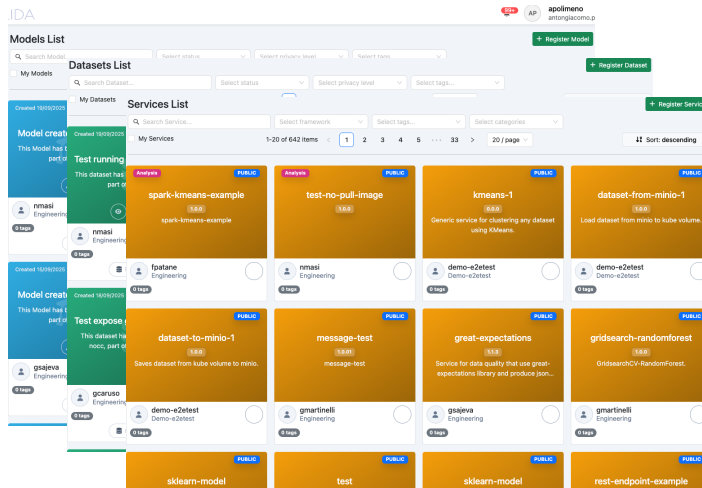 .IDA
99+
AP
apolimeno
antongiacomo.p
Models List
+ Register Model
Search Model...
Select status
Select privacy level
Select tags...
My Models
Created 19/09/2025
Model creat
This Model has b
part of
nmasi
Engineering
0 tags
Created 15/09/2025
Model creat
This Model has b
part of
gsajeva
Engineering
0 tags
Datasets List
+ Register Dataset
Search Dataset...
Select status
Select privacy level
Select tags...
My Datasets
Created 19/09/2025
Test running
This dataset has
part of
nmasi
Engineering
0 tags
Created 18/09/2025
Test expose
This dataset ha
nocc, part of
gcaruso
Engineering
0 tags
Services List
+ Register Servic
Search Service...
Select framework
Select tags...
Select categories
My Services
1-20 of 642 items
< 1 2 3 4 5 ··· 33 >
20 / page
Sort: descending
Analysis
PUBLIC
spark-kmeans-example
1.0.0
spark-kmeans-example
fpatane
Engineering
0 tags
Analysis
PUBLIC
test-no-pull-image
1.0.0
nmasi
Engineering
0 tags
PUBLIC
kmeans-1
0.0.0
Generic service for clustering any dataset
using KMeans.
demo-e2etest
Demo-e2etest
0 tags
PUBLIC
dataset-from-minio-1
1.0.0
Load dataset from minio to kube volume.
demo-e2etest
Demo-e2etest
0 tags
PUBLIC
dataset-to-minio-1
1.0.0
Saves dataset from kube volume to minio.
demo-e2etest
Demo-e2etest
0 tags
PUBLIC
message-test
1.0.01
message-test
gmartinelli
Engineering
0 tags
PUBLIC
great-expectations
1.1.3
Service for data quality that use great-
expectations library and produce json...
gsajeva
Engineering
0 tags
PUBLIC
gridsearch-randomforest
1.0.0
GridsearchCV-RandomForest.
gmartinelli
Engineering
0 tags
PUBLIC
sklearn-model
PUBLIC
test
PUBLIC
sklearn-model
PUBLIC
rest-endpoint-example